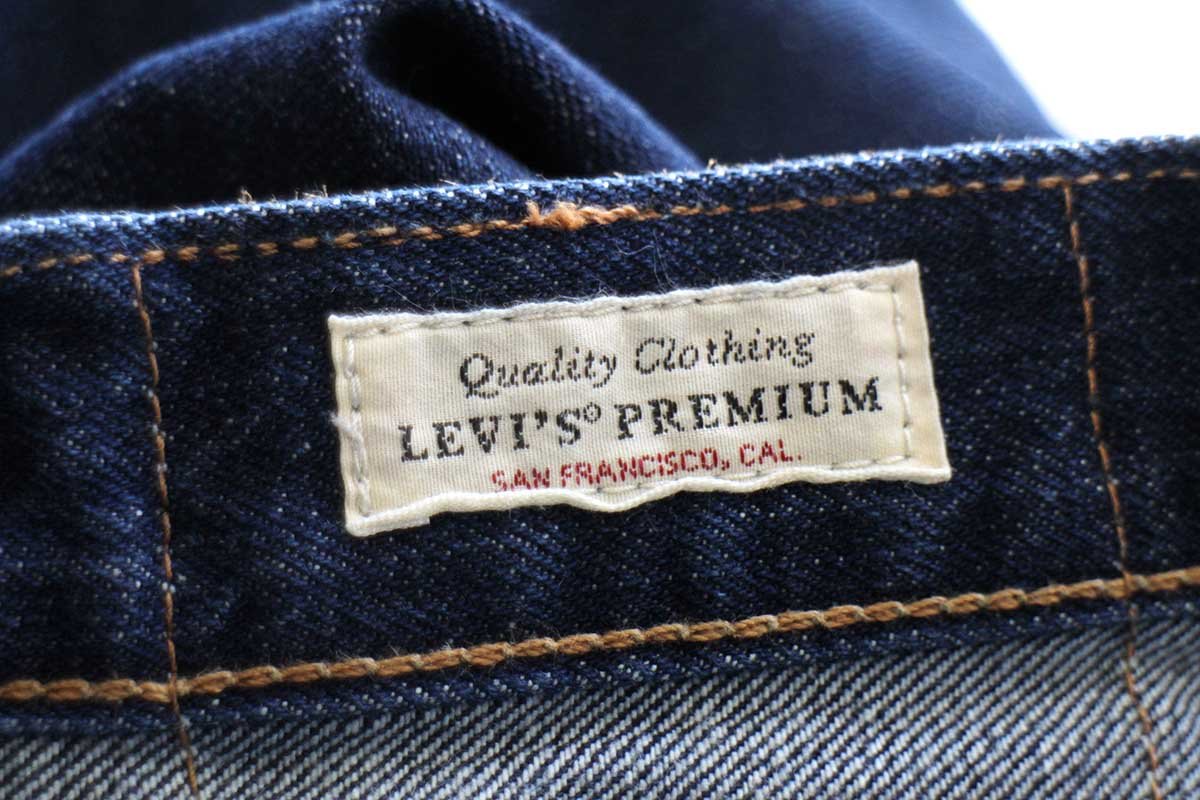 Quality Clothing
LEVI'S® PREMIUM
SAN FRANCISCO, CAL.